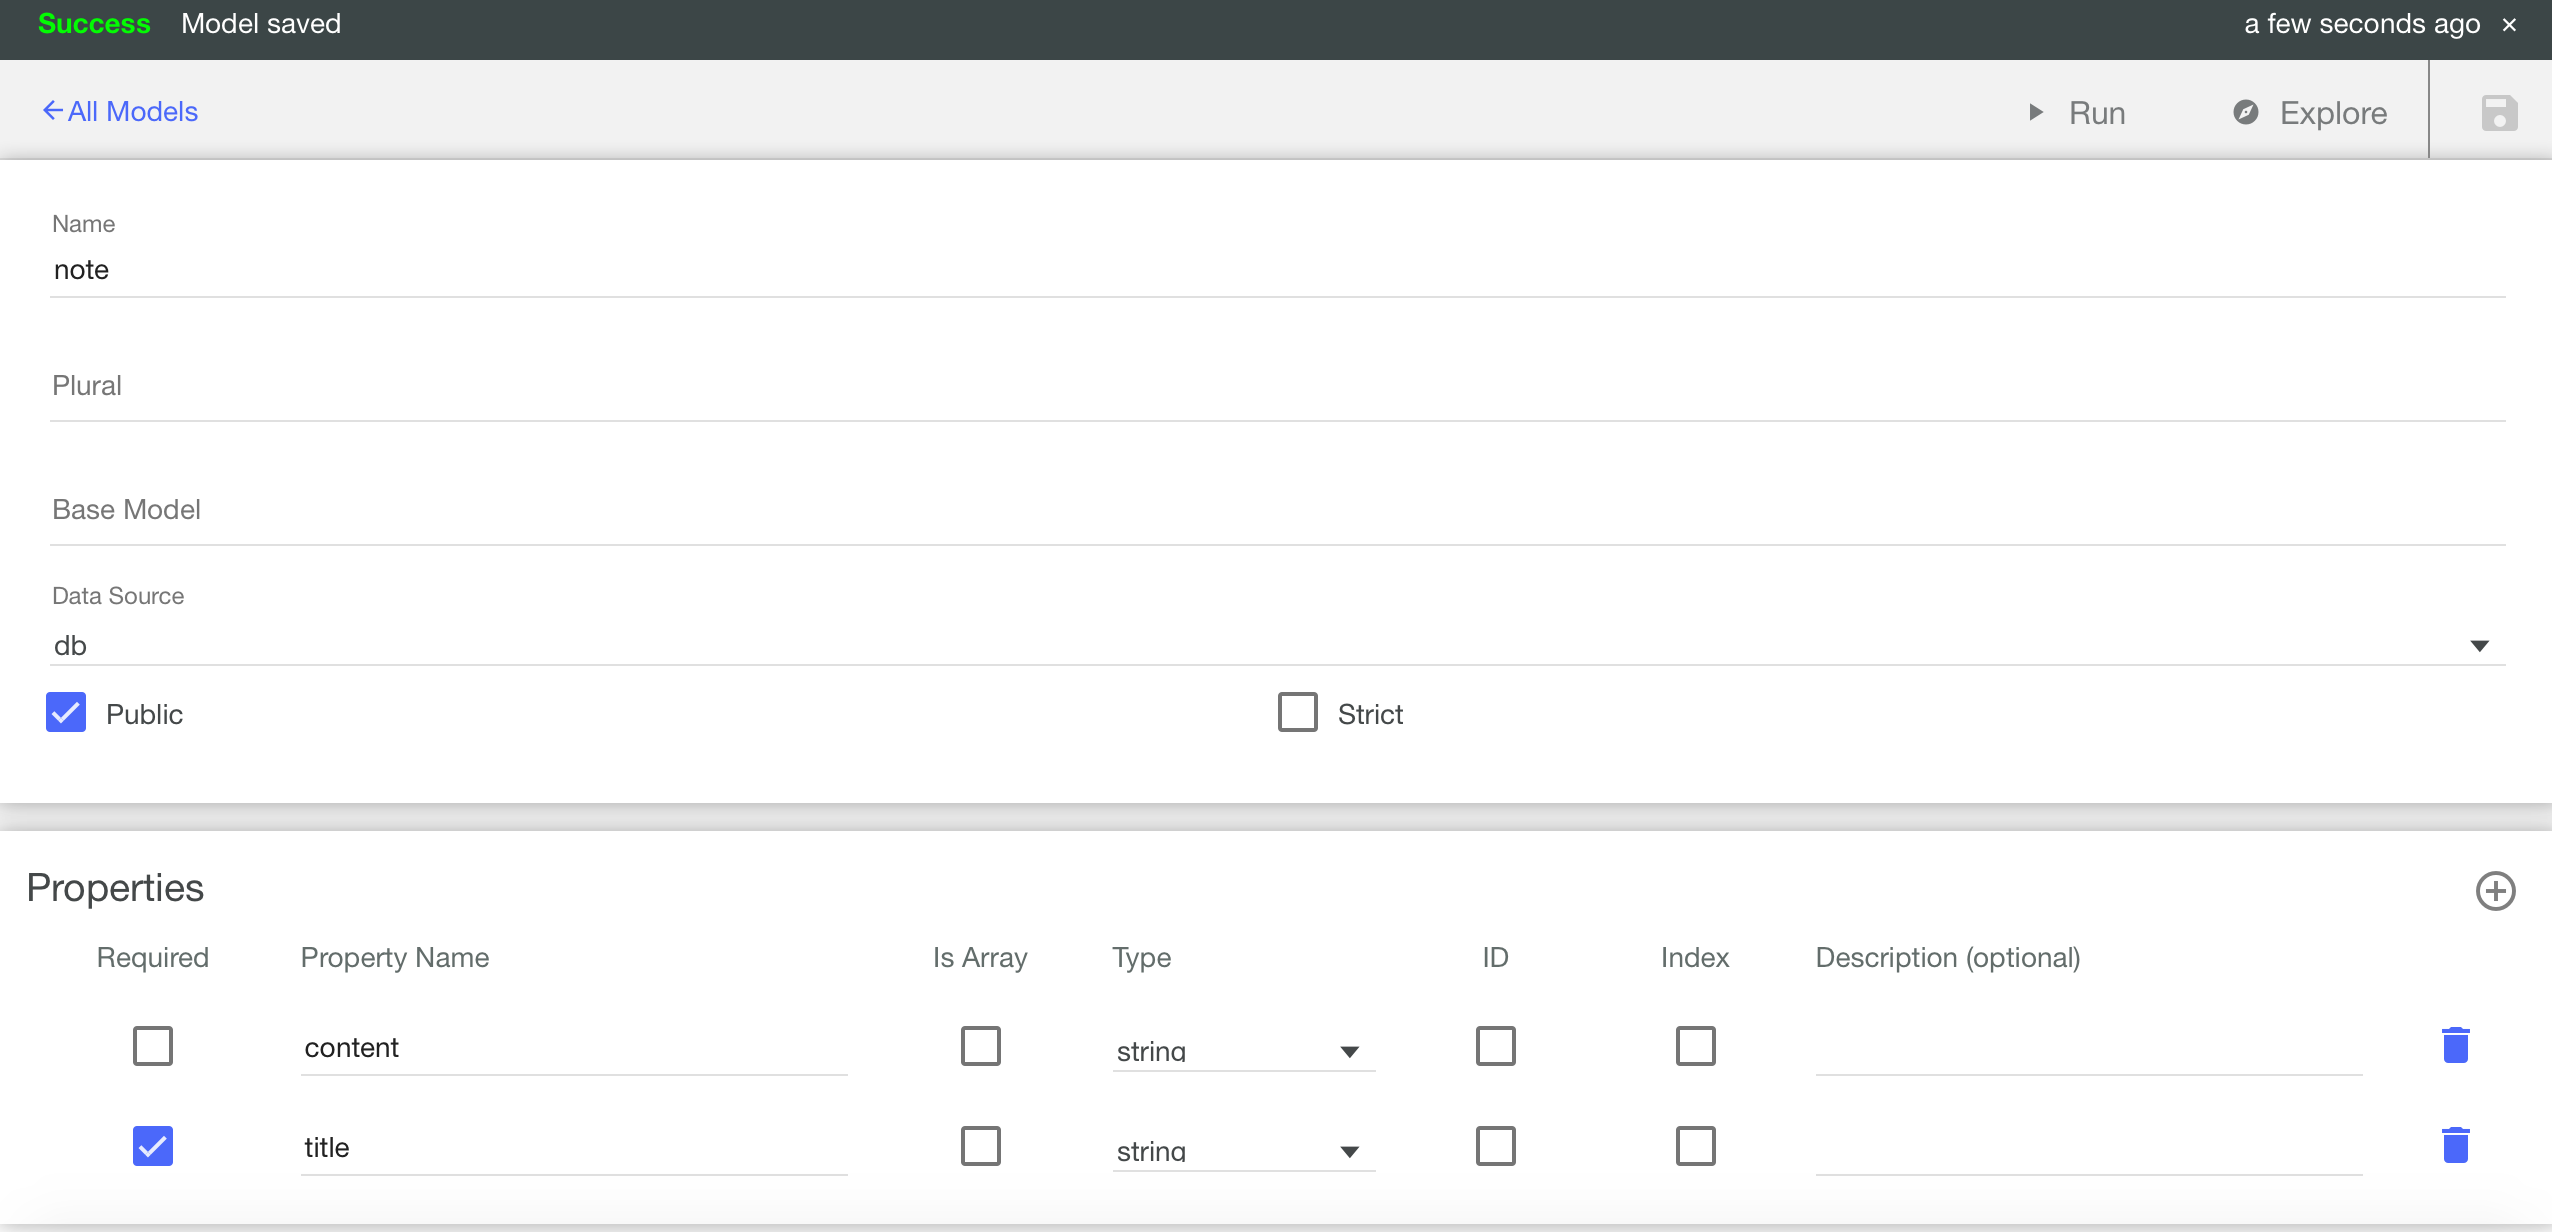 Success Model saved a few seconds ago ×
←All Models Run Explore
Name
note
Plural
Base Model
Data Source
db
Public Strict
Properties
Required Property Name Is Array Type ID Index Description (optional)
content string
title string